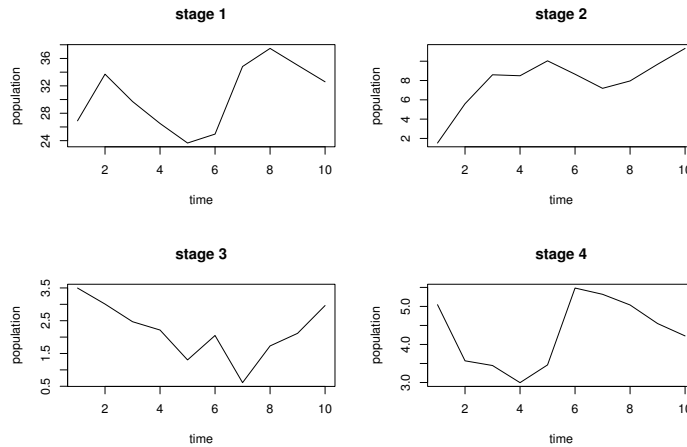 stage 1
population
24
28
32
36
2 4 6 8 10
time
stage 2
population
2 4 6 8
2 4 6 8 10
time
stage 3
population
0.5 1.5 2.5 3.5
2 4 6 8 10
time
stage 4
population
3.0 4.0 5.0
2 4 6 8 10
time